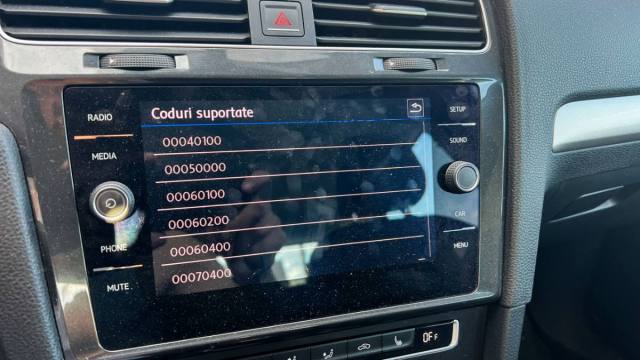 RADIO
MEDIA
PHONE
MUTE
Coduri suportate
00040100
00050000
00060100
00060200
00060400
00070400
SETUP
SOUND
CAR
MENU
OFF